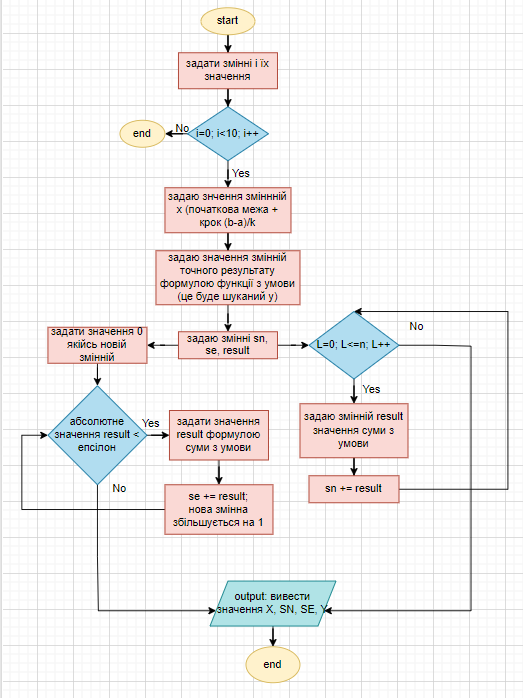 start
задати змінні і їх
значення
end
No
i=0; i<10; i++
Yes
задаю знчення змінній
x (початкова межа +
крок (b-a)/k
задаю значення змінній
точного результату
формулою функції з умови
(це буде шуканий y)
задати значення 0
якійсь новій
змінній
задаю змінні sn,
se, result
L=0; L<=n; L++
No
Yes
абсолютне
значення result <
епсілон
Yes
задати значення
result формулою
суми з умови
задаю змінній result
значення суми з
умови
No
se += result;
нова змінна
збільшується на 1
sn += result
output: вивести
значення X, SN, SE, Y
end